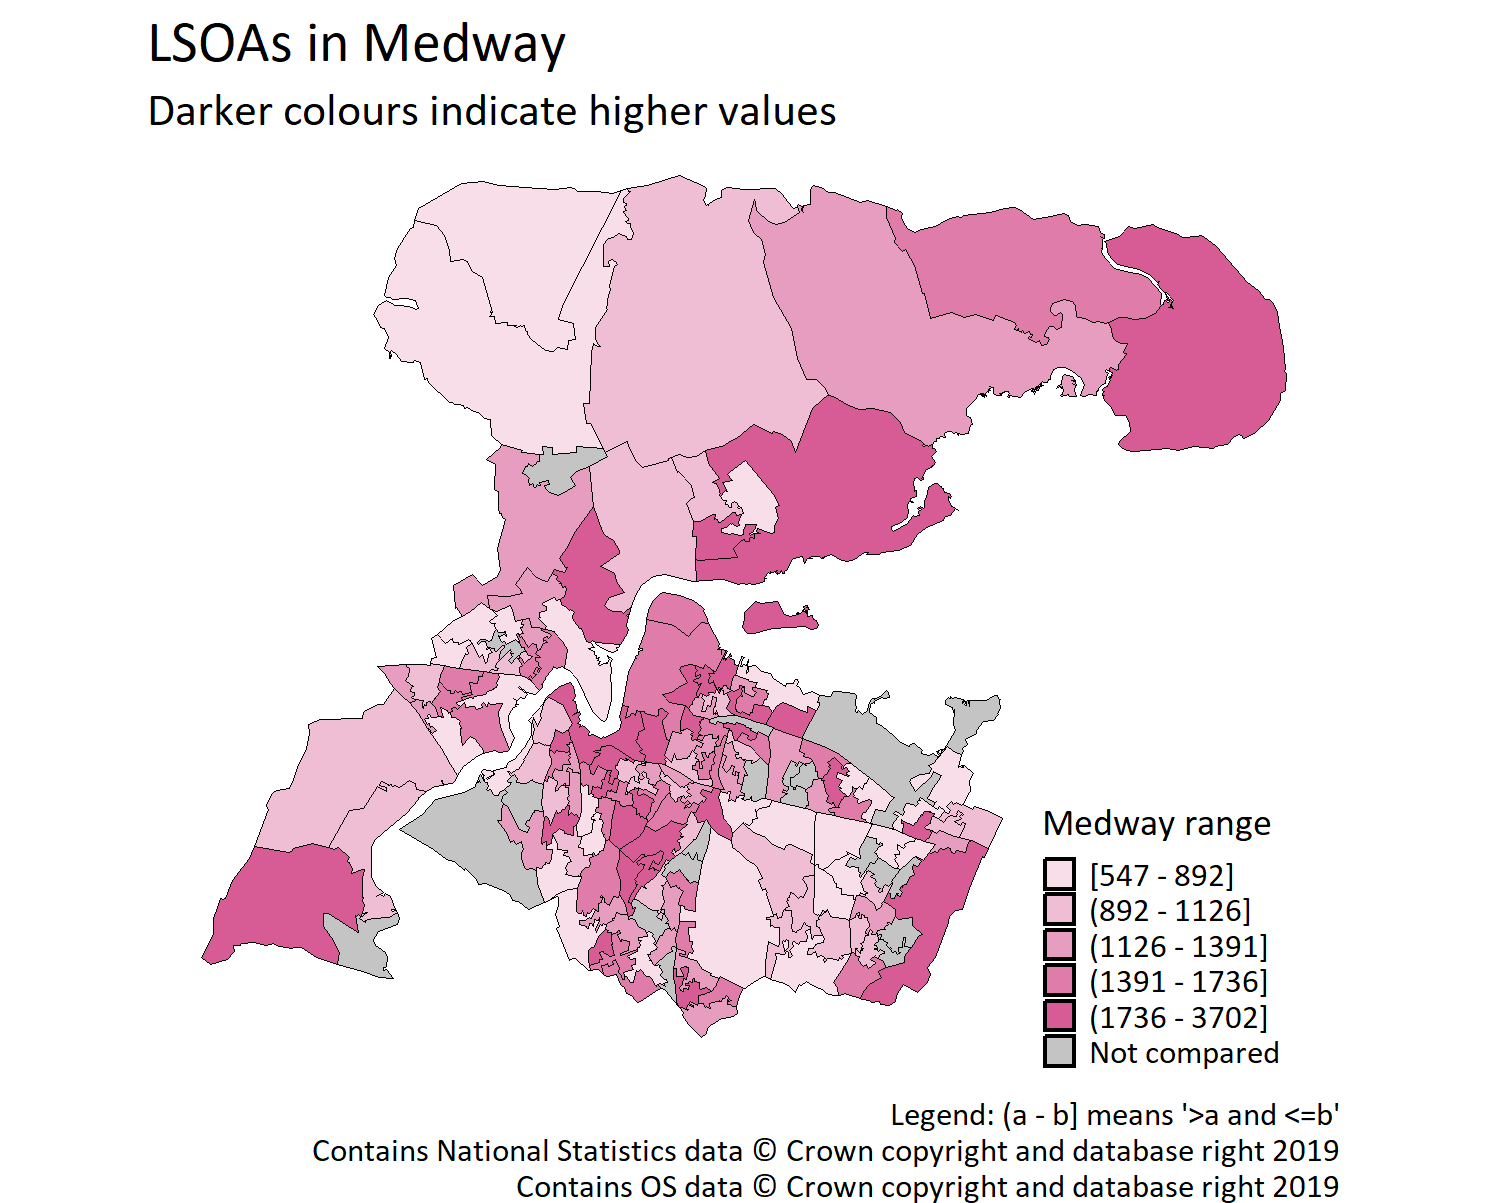 LSOAs in Medway
Darker colours indicate higher values
Medway range
[547 - 892]
(892 - 1126]
(1126 - 1391]
(1391 - 1736]
(1736 - 3702]
Not compared
Legend: (a - b] means '>a and <=b'
Contains National Statistics data © Crown copyright and database right 2019
Contains OS data © Crown copyright and database right 2019